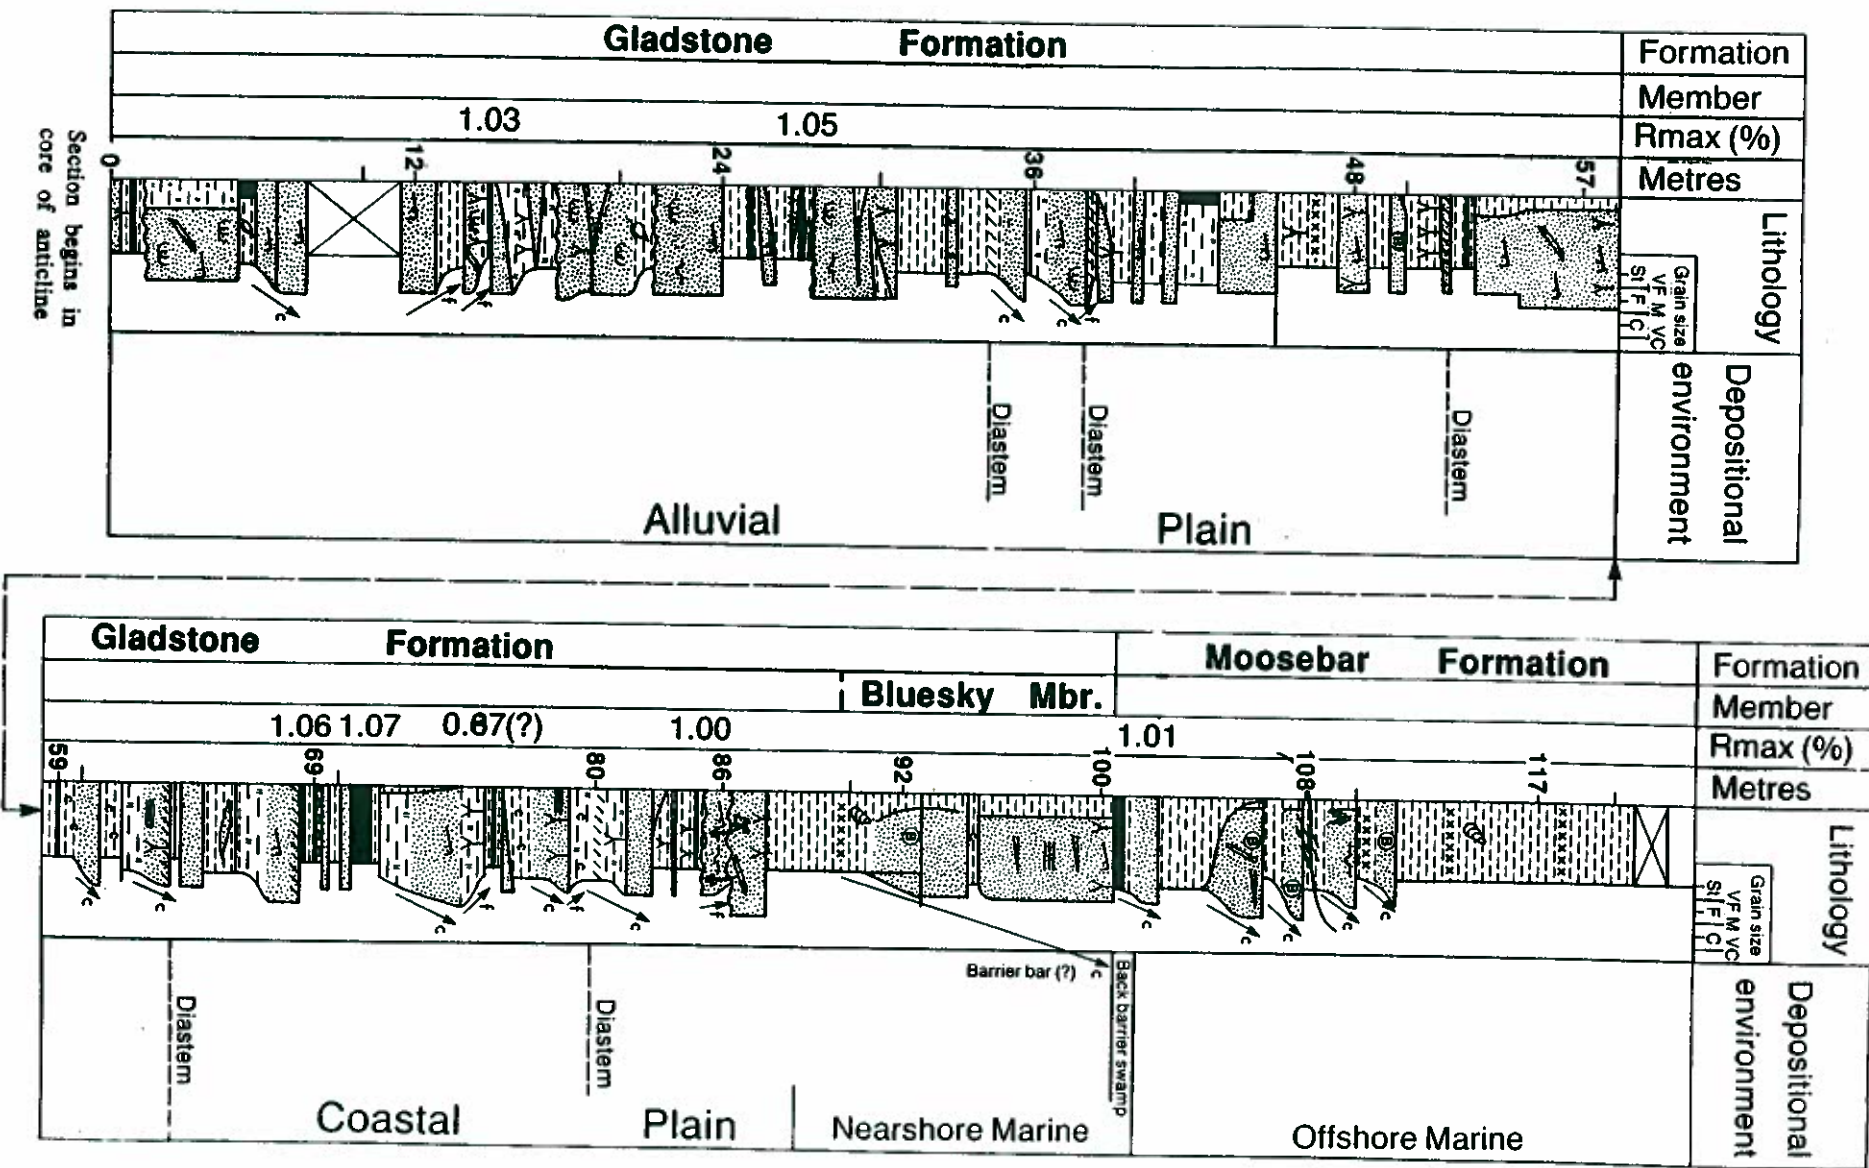 Gladstone Formation
Formation
Member
1.03 1.05
Rmax (%)
0 12 24 36 48 57
Metres
Section begins in
core of anticline
Lithology
Grain size
VF M VC
St F C
c f f c c f
Depositional
environment
Diastem
Diastem
Diastem
Alluvial Plain
Gladstone Formation
Moosebar Formation
Formation
Bluesky Mbr.
Member
1.06 1.07 0.87(?) 1.00 1.01
Rmax (%)
59 69 80 86 92 100 108 117
Metres
Lithology
Grain size
VF M VC
St F C
c c c f c f c f c c c c
B B B B
Barrier bar (?) c
Back barrier swamp
Depositional
environment
Diastem
Diastem
Coastal Plain
Nearshore Marine
Offshore Marine